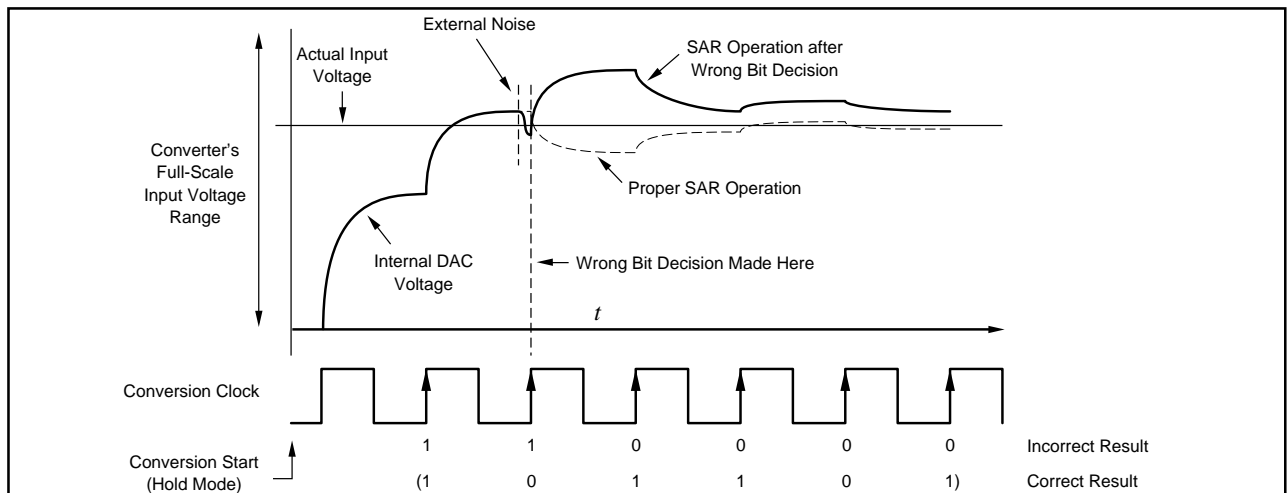 External Noise
SAR Operation after
Wrong Bit Decision
Actual Input
Voltage
Converter's
Full-Scale
Input Voltage
Range
Proper SAR Operation
Internal DAC
Voltage
Wrong Bit Decision Made Here
t
Conversion Clock
1 1 0 0 0 0 Incorrect Result
Conversion Start
(Hold Mode)
(1 0 1 1 0 1) Correct Result